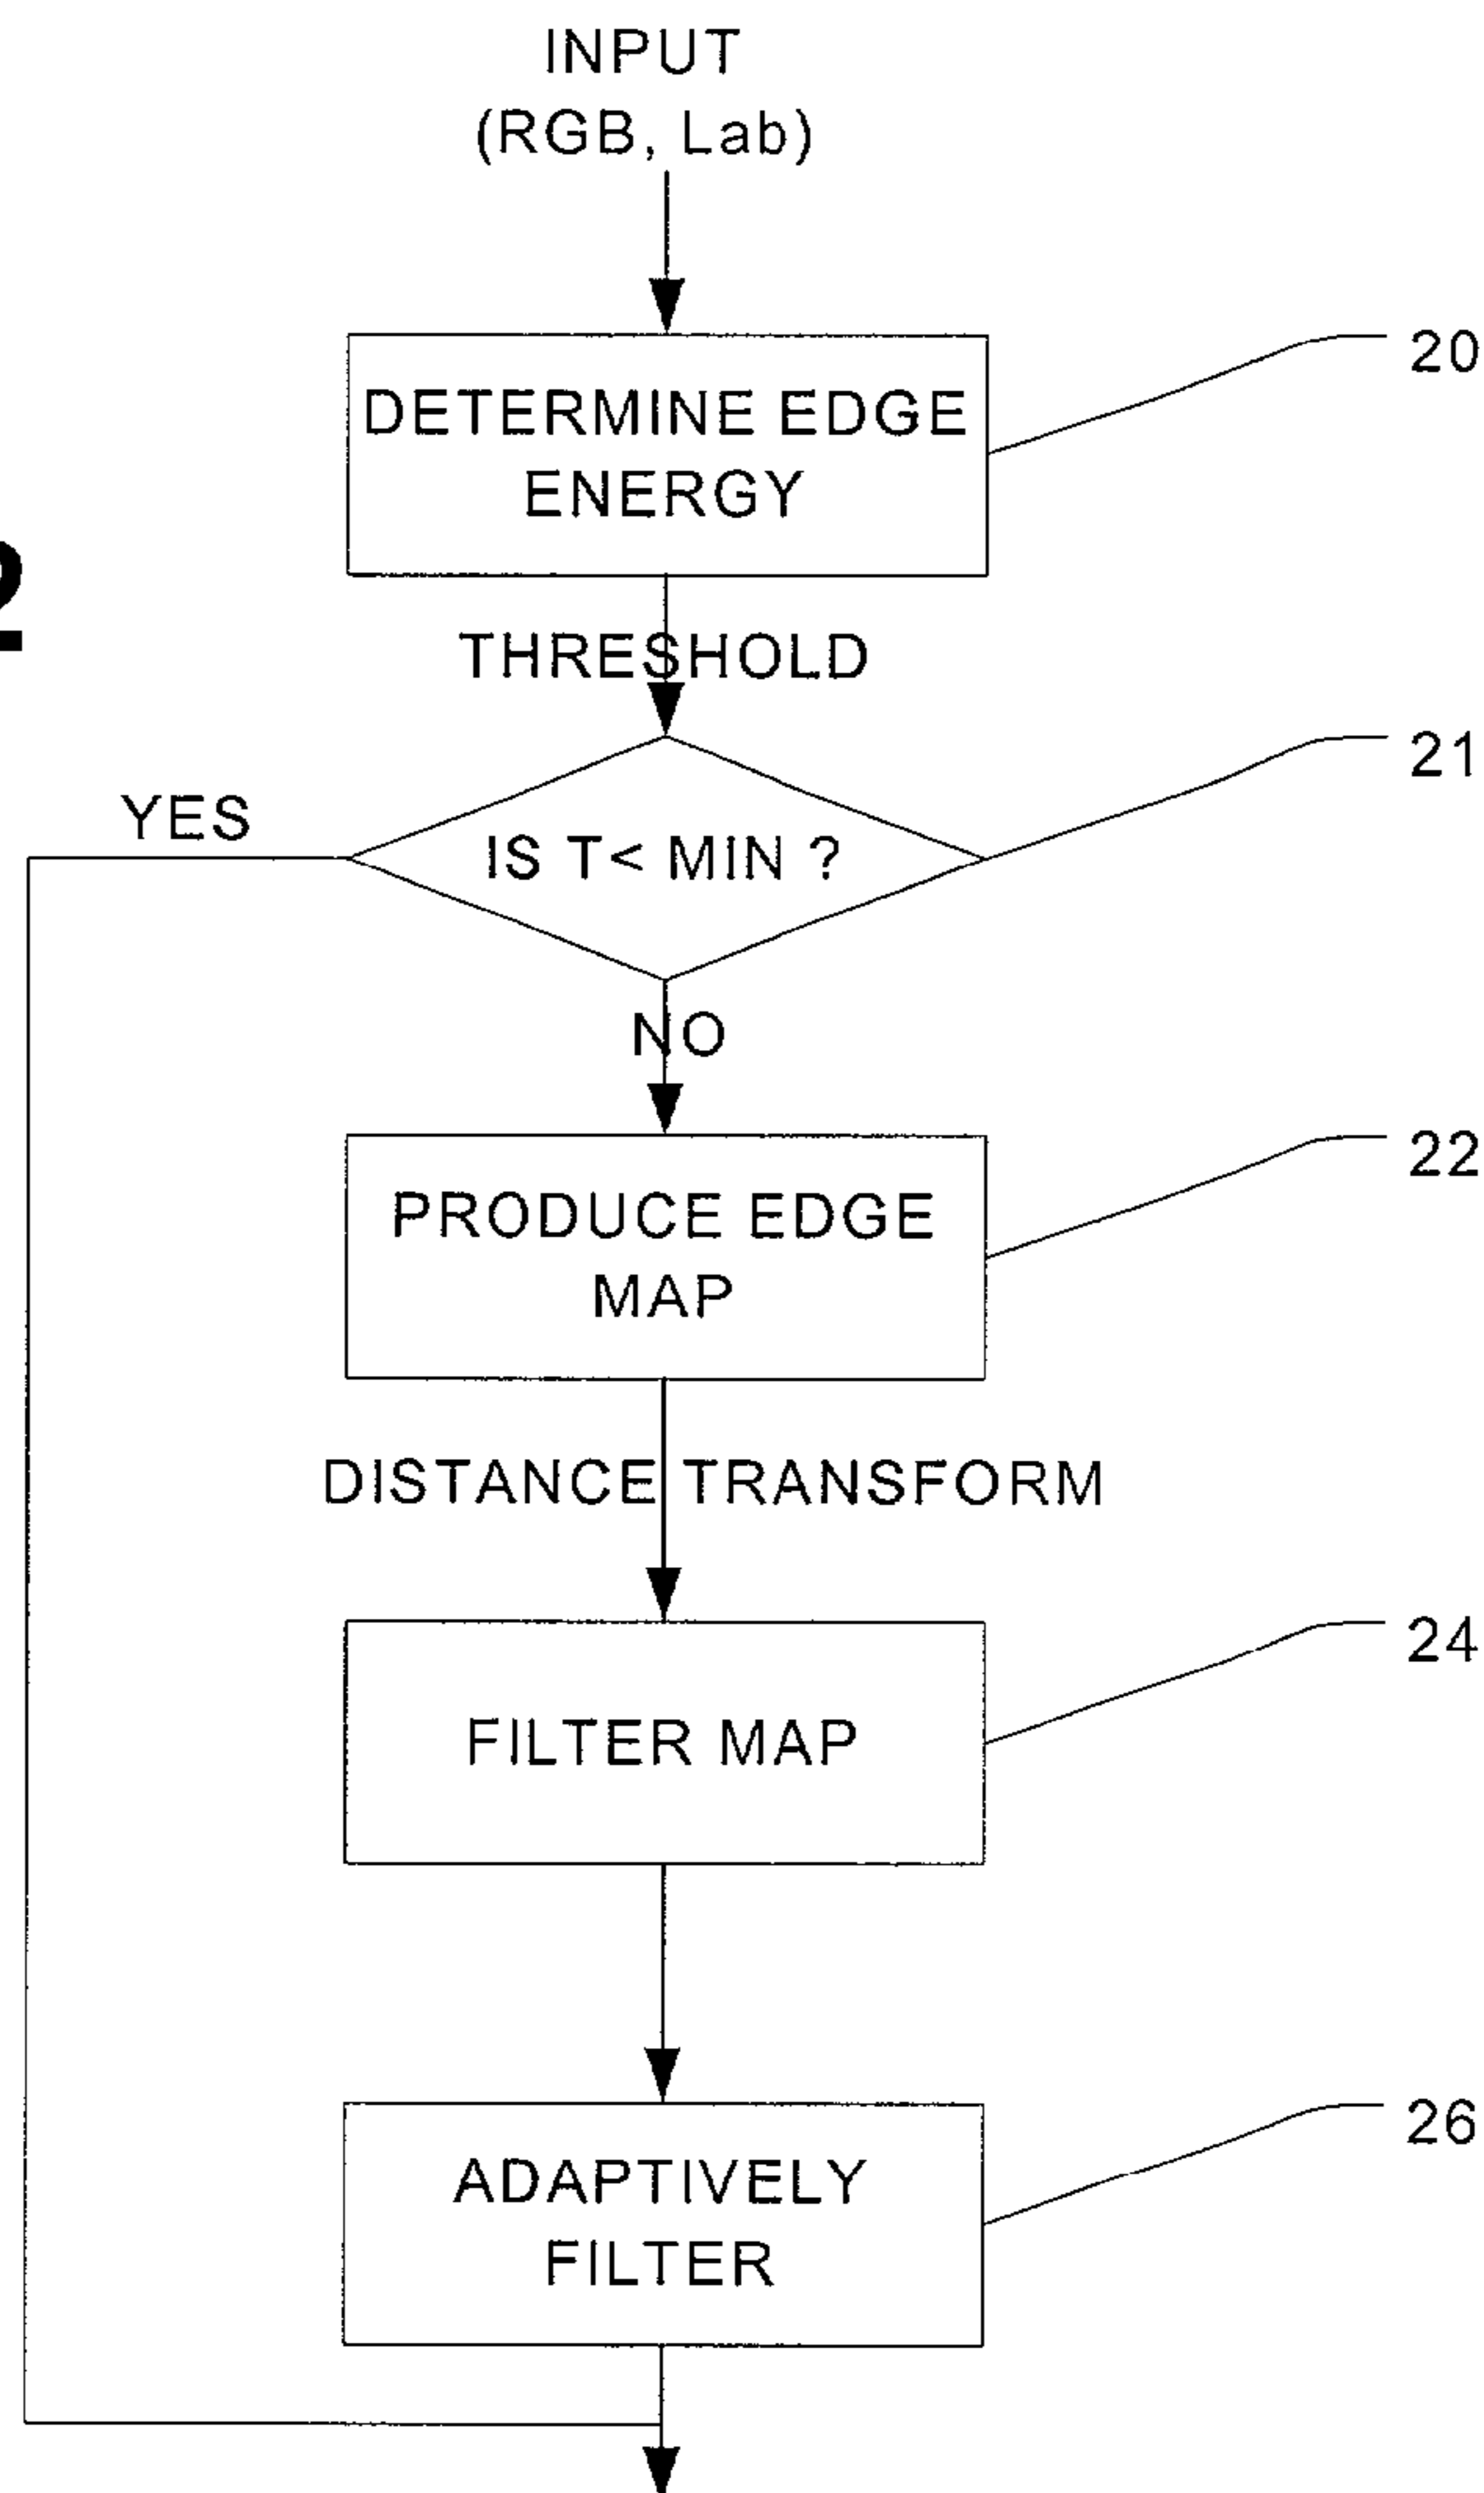 INPUT
(RGB, Lab)
20
DETERMINE EDGE
ENERGY
2
THRESHOLD
21
YES
IS T< MIN ?
NO
22
PRODUCE EDGE
MAP
DISTANCE TRANSFORM
24
FILTER MAP
26
ADAPTIVELY
FILTER